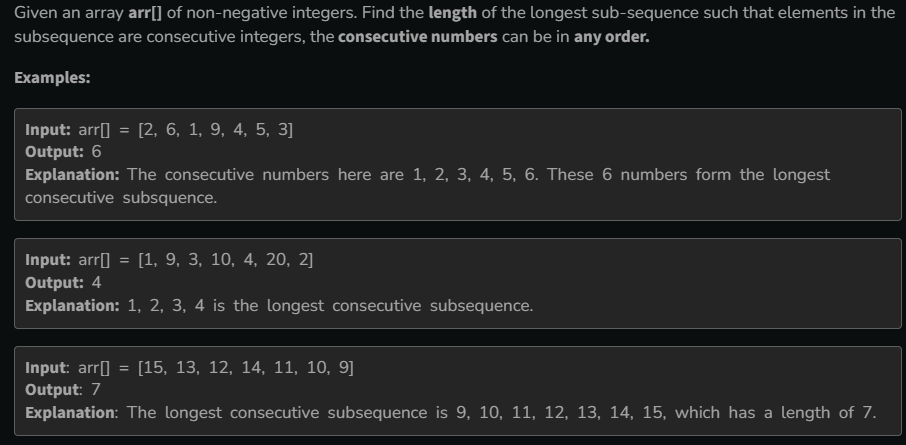 Given an array arr[] of non-negative integers. Find the length of the longest sub-sequence such that elements in the
subsequence are consecutive integers, the consecutive numbers can be in any order.
Examples:
Input: arr[] = [2, 6, 1, 9, 4, 5, 3]
Output: 6
Explanation: The consecutive numbers here are 1, 2, 3, 4, 5, 6. These 6 numbers form the longest
consecutive subsquence.
Input: arr[] = [1, 9, 3, 10, 4, 20, 2]
Output: 4
Explanation: 1, 2, 3, 4 is the longest consecutive subsequence.
Input: arr[] = [15, 13, 12, 14, 11, 10, 9]
Output: 7
Explanation: The longest consecutive subsequence is 9, 10, 11, 12, 13, 14, 15, which has a length of 7.